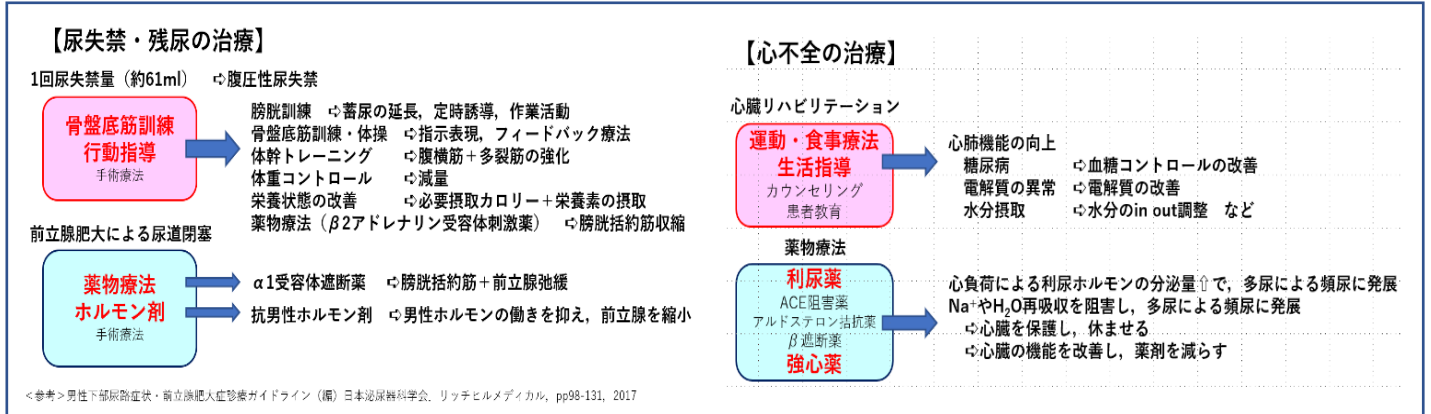 【尿失禁・残尿の治療】
1回尿失禁量（約61ml） ➪腹圧性尿失禁
骨盤底筋訓練
行動指導
手術療法
膀胱訓練 ➪蓄尿の延長，定時誘導，作業活動
骨盤底筋訓練・体操 ➪指示表現，フィードバック療法
体幹トレーニング ➪腹横筋＋多裂筋の強化
体重コントロール ➪減量
栄養状態の改善 ➪必要摂取カロリー＋栄養素の摂取
薬物療法（β2アドレナリン受容体刺激薬） ➪膀胱括約筋収縮
前立腺肥大による尿道閉塞
薬物療法
ホルモン剤
手術療法
α1受容体遮断薬 ➪膀胱括約筋＋前立腺弛緩
抗男性ホルモン剤 ➪男性ホルモンの働きを抑え，前立腺を縮小
＜参考＞男性下部尿路症状・前立腺肥大症診療ガイドライン（編）日本泌尿器科学会．リッチヒルメディカル，pp98-131，2017
【心不全の治療】
心臓リハビリテーション
運動・食事療法
生活指導
カウンセリング
患者教育
心肺機能の向上
糖尿病 ➪血糖コントロールの改善
電解質の異常 ➪電解質の改善
水分摂取 ➪水分のin out調整 など
薬物療法
利尿薬
ACE阻害薬
アルドステロン拮抗薬
β遮断薬
強心薬
心負荷による利尿ホルモンの分泌量⇧で，多尿による頻尿に発展
Na⁺やH₂O再吸収を阻害し，多尿による頻尿に発展
➪心臓を保護し，休ませる
➪心臓の機能を改善し，薬剤を減らす